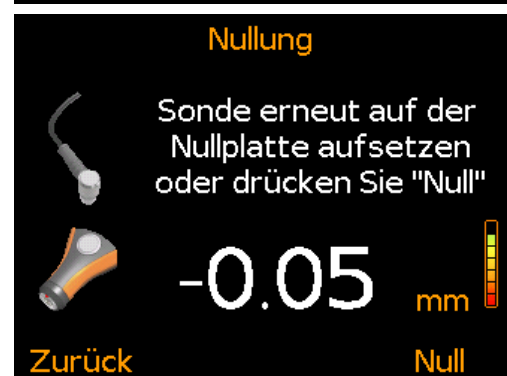 Nullung
Sonde erneut auf der
Nullplatte aufsetzen
oder drücken Sie "Null"
-0.05 mm
Zurück Null